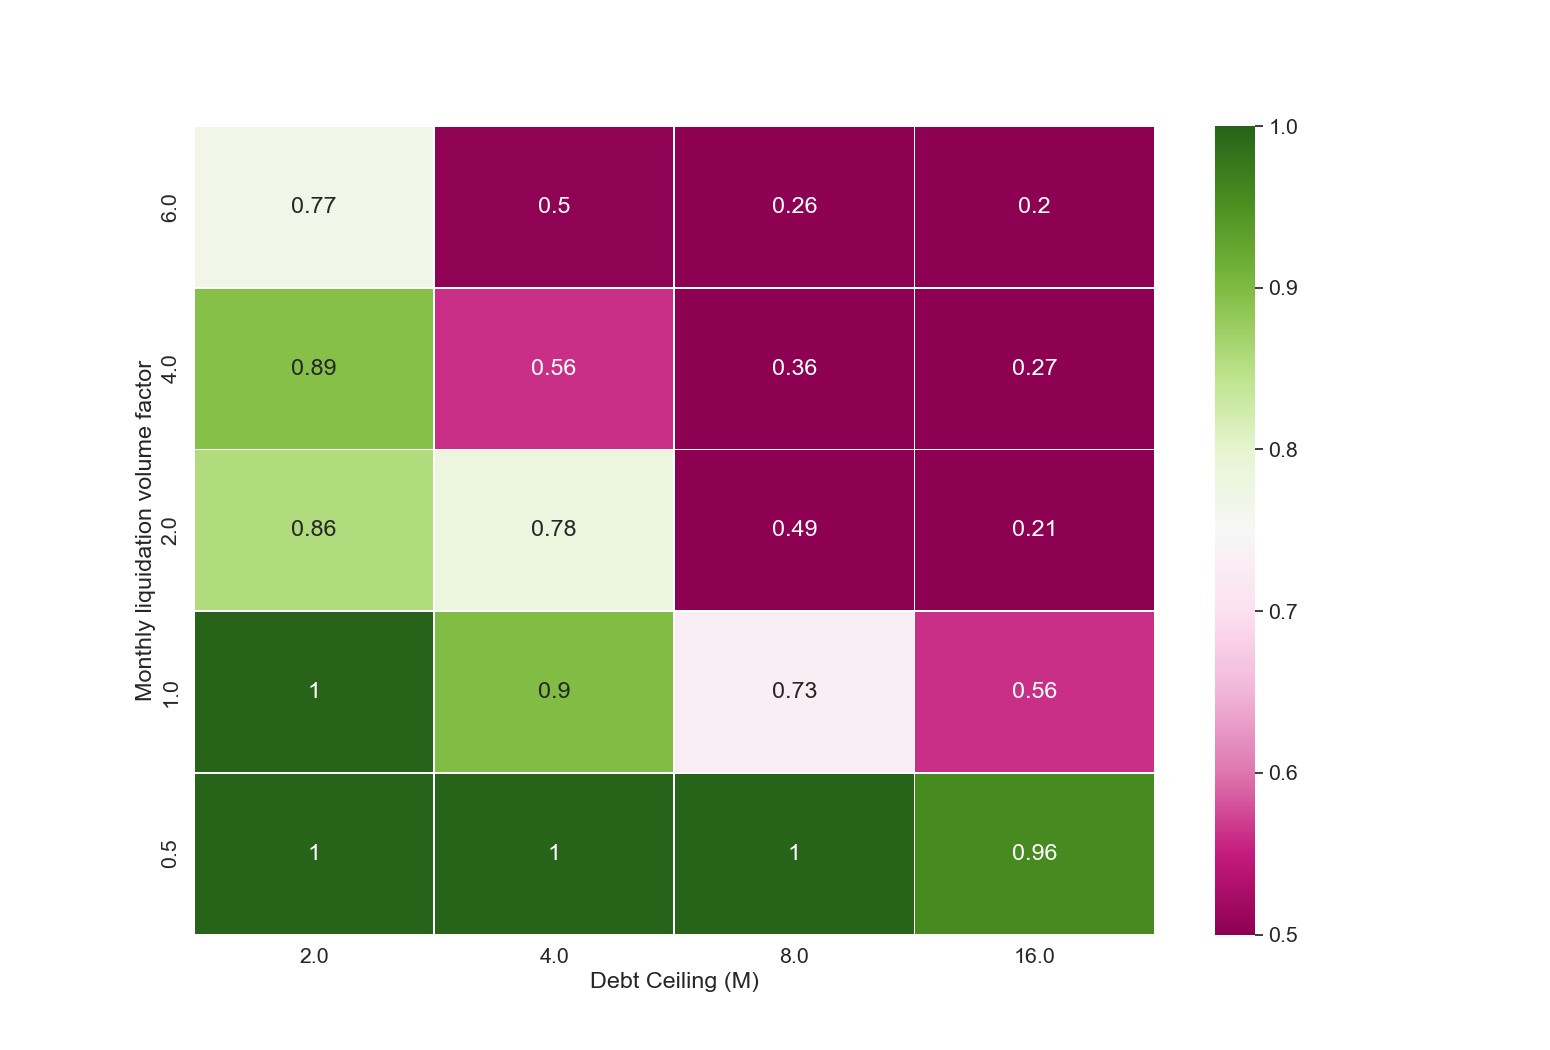 1.0
6.0 0.77 0.5 0.26 0.2
0.9
4.0 0.89 0.56 0.36 0.27
0.8
Monthly liquidation volume factor
2.0 0.86 0.78 0.49 0.21
0.7
1.0 1 0.9 0.73 0.56
0.6
0.5 1 1 1 0.96
0.5
2.0 4.0 8.0 16.0
Debt Ceiling (M)